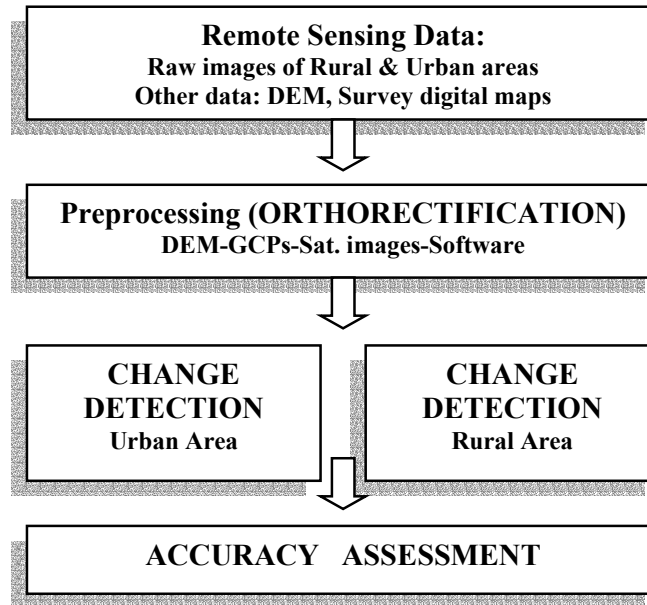 Remote Sensing Data:
Raw images of Rural & Urban areas
Other data: DEM, Survey digital maps
Preprocessing (ORTHORECTIFICATION)
DEM-GCPs-Sat. images-Software
CHANGE
DETECTION
Urban Area
CHANGE
DETECTION
Rural Area
ACCURACY ASSESSMENT